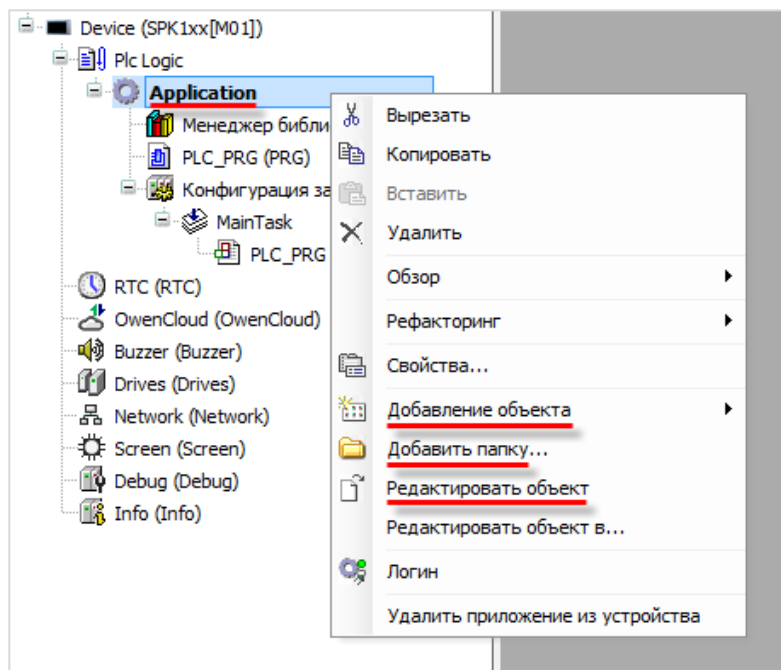 Device (SPK1xx[M01])
Plc Logic
Application
Менеджер библи
PLC_PRG (PRG)
Конфигурация за
MainTask
PLC_PRG
RTC (RTC)
OwenCloud (OwenCloud)
Buzzer (Buzzer)
Drives (Drives)
Network (Network)
Screen (Screen)
Debug (Debug)
Info (Info)
Вырезать
Копировать
Вставить
Удалить
Обзор
Рефакторинг
Свойства...
Добавление объекта
Добавить папку...
Редактировать объект
Редактировать объект в...
Логин
Удалить приложение из устройства